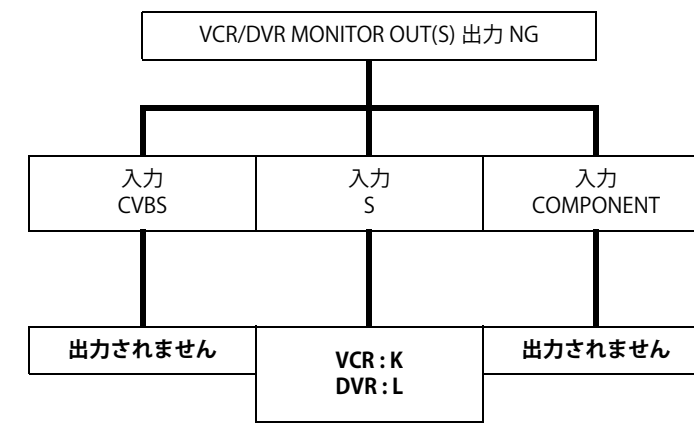 VCR/DVR MONITOR OUT(S) 出力 NG
入力
CVBS
入力
S
入力
COMPONENT
出力されません
VCR : K
DVR : L
出力されません